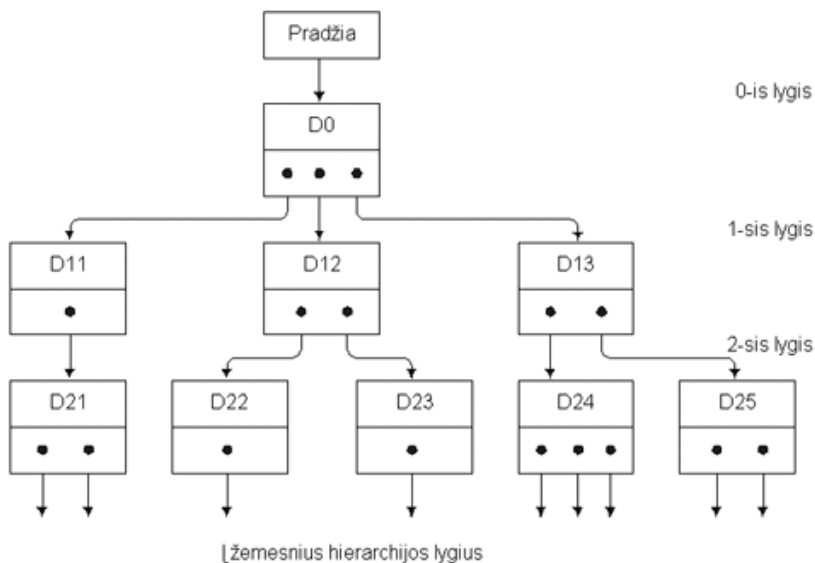 Pradžia
0-is lygis
D0
1-sis lygis
D11 D12 D13
2-sis lygis
D21 D22 D23 D24 D25
Į žemesnius hierarchijos lygius